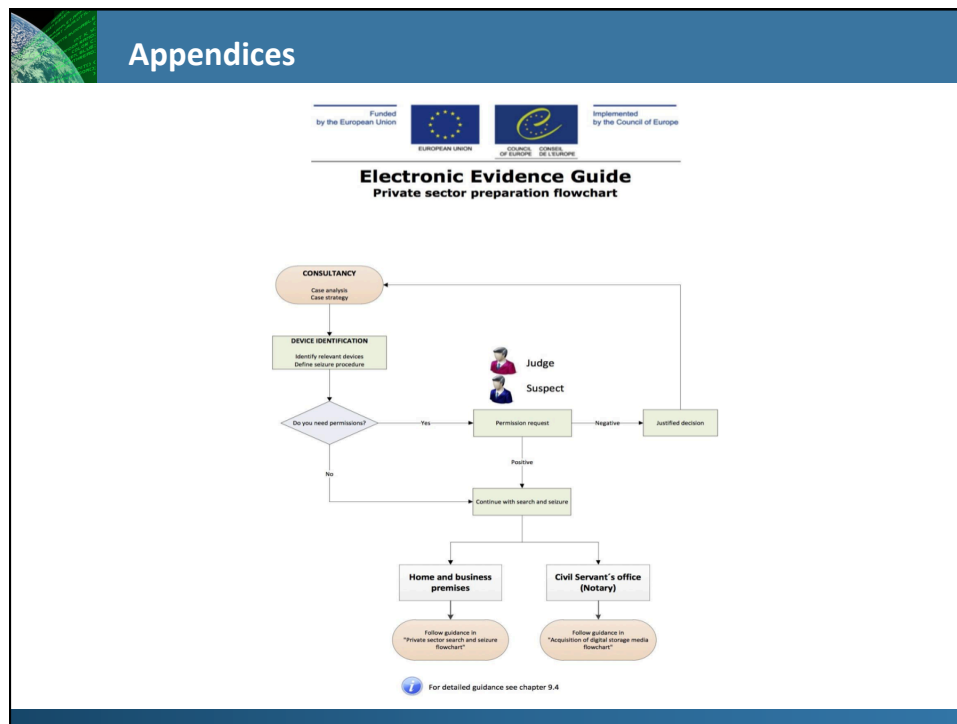 Appendices
Funded
by the European Union
EUROPEAN UNION
COUNCIL
OF EUROPE
CONSEIL
DE L'EUROPE
Implemented
by the Council of Europe
Electronic Evidence Guide
Private sector preparation flowchart
CONSULTANCY
Case analysis
Case strategy
DEVICE IDENTIFICATION
Identify relevant devices
Define seizure procedure
Judge
Suspect
Do you need permissions?
Yes
Permission request
Negative
Justified decision
Positive
No
Continue with search and seizure
Home and business
premises
Civil Servant´s office
(Notary)
Follow guidance in
"Private sector search and seizure
flowchart"
Follow guidance in
"Acquisition of digital storage media
flowchart"
i
For detailed guidance see chapter 9.4